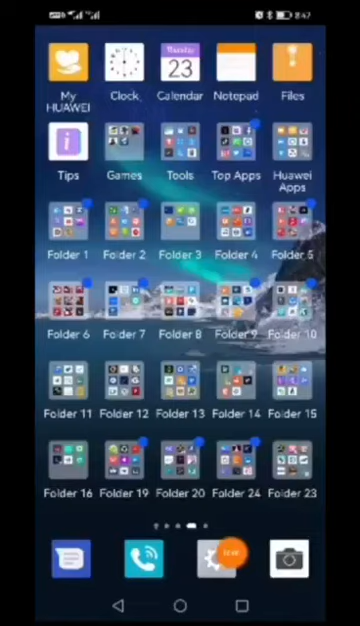 8:47
My HUAWEI
Clock
Calendar
Notepad
Files
Thursday
23
Tips
Games
Tools
Top Apps
Huawei Apps
Folder 1
Folder 2
Folder 3
Folder 4
Folder 5
Folder 6
Folder 7
Folder 8
Folder 9
Folder 10
Folder 11
Folder 12
Folder 13
Folder 14
Folder 15
Folder 16
Folder 19
Folder 20
Folder 24
Folder 23